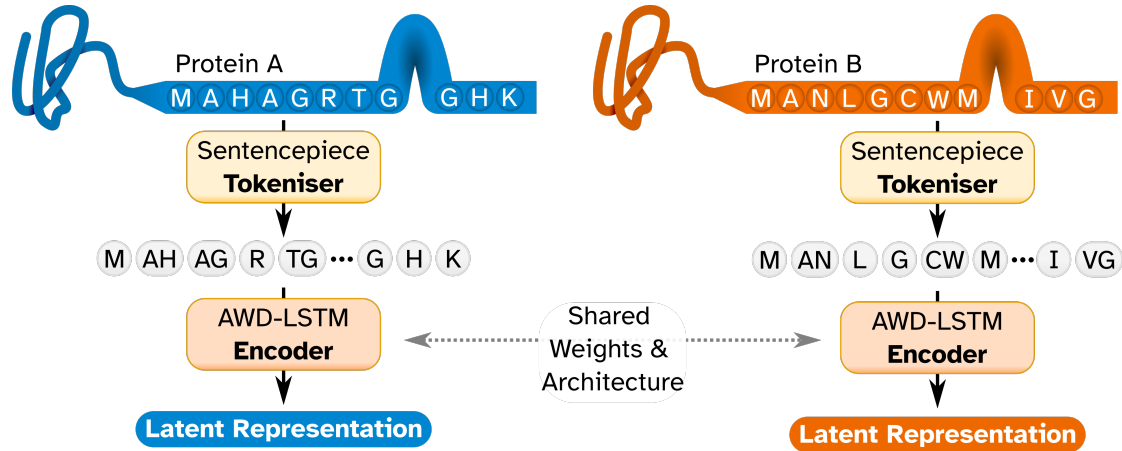 Protein A
M A H A G R T G G H K
Sentencepiece
Tokeniser
M AH AG R TG ••• G H K
AWD-LSTM
Encoder
Latent Representation
Shared
Weights &
Architecture
Protein B
M A N L G C W M I V G
Sentencepiece
Tokeniser
M AN L G CW M ••• I VG
AWD-LSTM
Encoder
Latent Representation